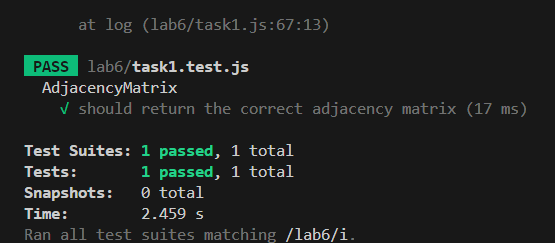 at log (lab6/task1.js:67:13)
PASS lab6/task1.test.js
AdjacencyMatrix
√ should return the correct adjacency matrix (17 ms)
Test Suites: 1 passed, 1 total
Tests: 1 passed, 1 total
Snapshots: 0 total
Time: 2.459 s
Ran all test suites matching /lab6/i.